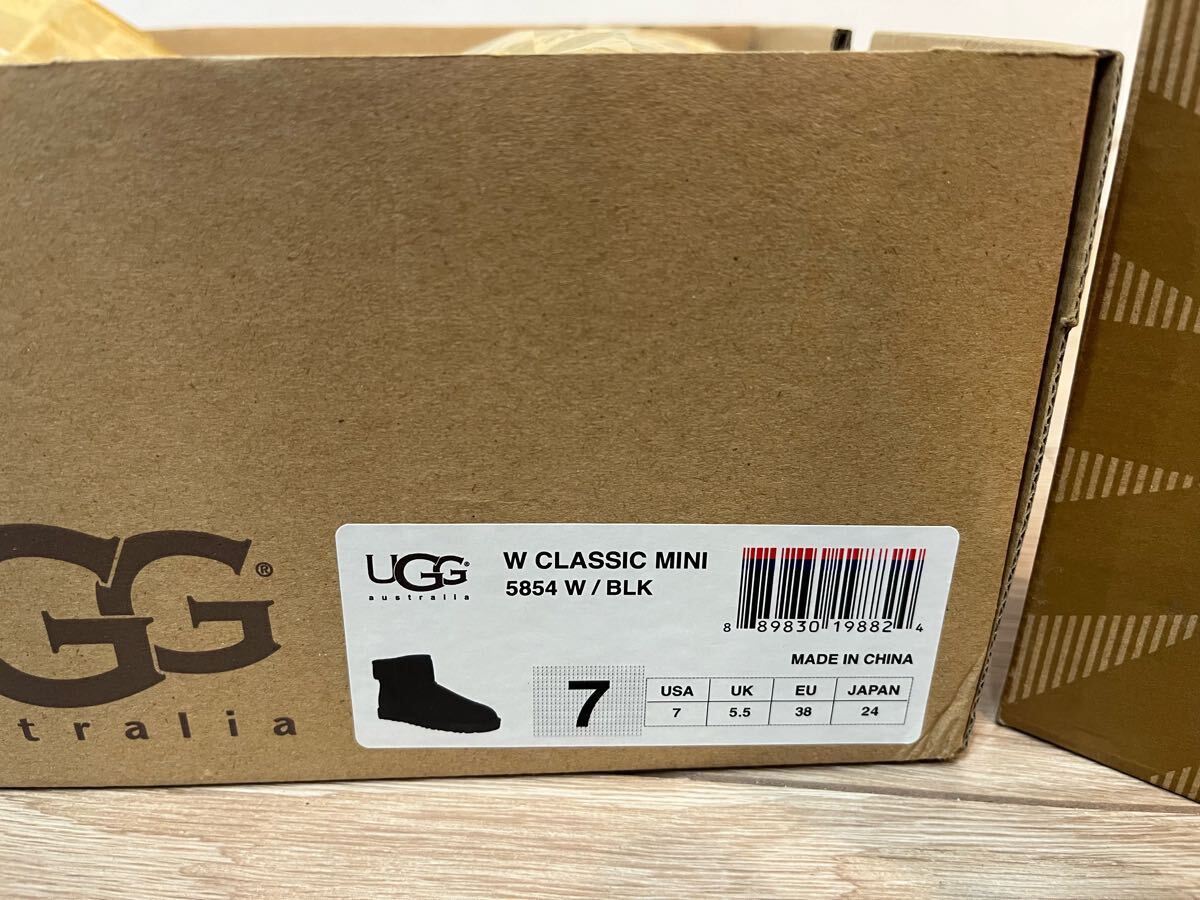 UGG®
australia
W CLASSIC MINI
5854 W / BLK
8 89830 19882 4
MADE IN CHINA
7
USA UK EU JAPAN
7 5.5 38 24
GG®
tralia